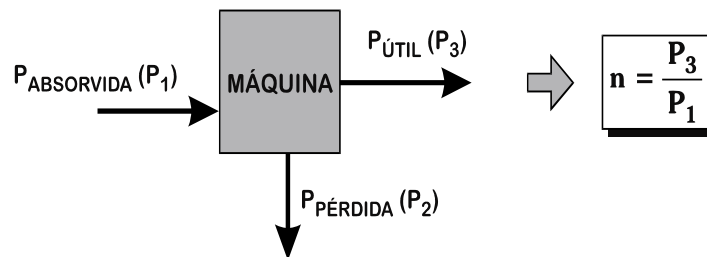 P_ÚTIL (P_3)
P_ABSORVIDA (P_1)
MÁQUINA
n = P_3 / P_1
P_PÉRDIDA (P_2)